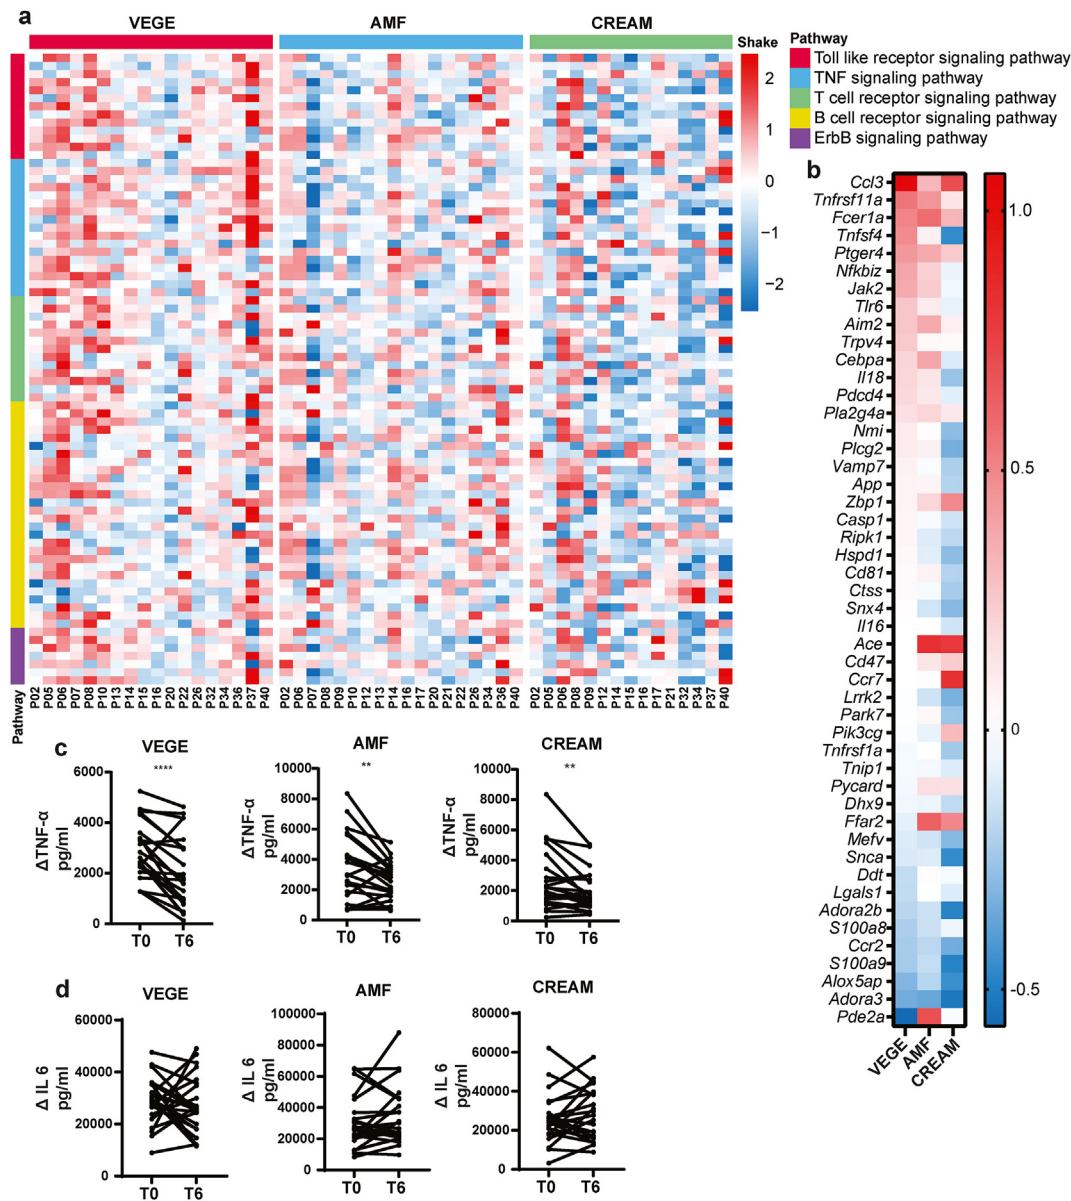 a
VEGE
AMF
CREAM
Shake
2
1
0
−1
−2
Pathway
Toll like receptor signaling pathway
TNF signaling pathway
T cell receptor signaling pathway
B cell receptor signaling pathway
ErbB signaling pathway
Pathway
P02 P05 P06 P07 P08 P10 P13 P14 P15 P16 P20 P22 P26 P32 P34 P36 P37 P40
P02 P06 P07 P09 P10 P12 P13 P14 P16 P17 P20 P20 P21 P22 P26 P34 P36 P40
P02 P05 P06 P08 P09 P12 P14 P15 P16 P17 P21 P32 P34 P37 P40
b
Ccl3
Tnfrsf11a
Fcer1a
Tnfsf4
Ptger4
Nfkbiz
Jak2
Tlr6
Aim2
Trpv4
Cebpa
Il18
Pdcd4
Pla2g4a
Nmi
Plcg2
Vamp7
App
Zbp1
Casp1
Ripk1
Hspd1
Cd81
Ctss
Snx4
Il16
Ace
Cd47
Ccr7
Lrrk2
Park7
Pik3cg
Tnfrsf1a
Tnip1
Pycard
Dhx9
Ffar2
Mefv
Snca
Ddt
Lgals1
Adora2b
S100a8
Ccr2
S100a9
Alox5ap
Adora3
Pde2a
VEGE
AMF
CREAM
1.0
0.5
0
-0.5
c
VEGE
****
ΔTNF-α
pg/ml
6000
4000
2000
0
T0 T6
AMF
**
ΔTNF-α
pg/ml
10000
8000
6000
4000
2000
0
T0 T6
CREAM
**
ΔTNF-α
pg/ml
10000
8000
6000
4000
2000
0
T0 T6
d
VEGE
Δ IL 6
pg/ml
60000
40000
20000
0
T0 T6
AMF
Δ IL 6
pg/ml
100000
80000
60000
40000
20000
0
T0 T6
CREAM
Δ IL 6
pg/ml
80000
60000
40000
20000
0
T0 T6